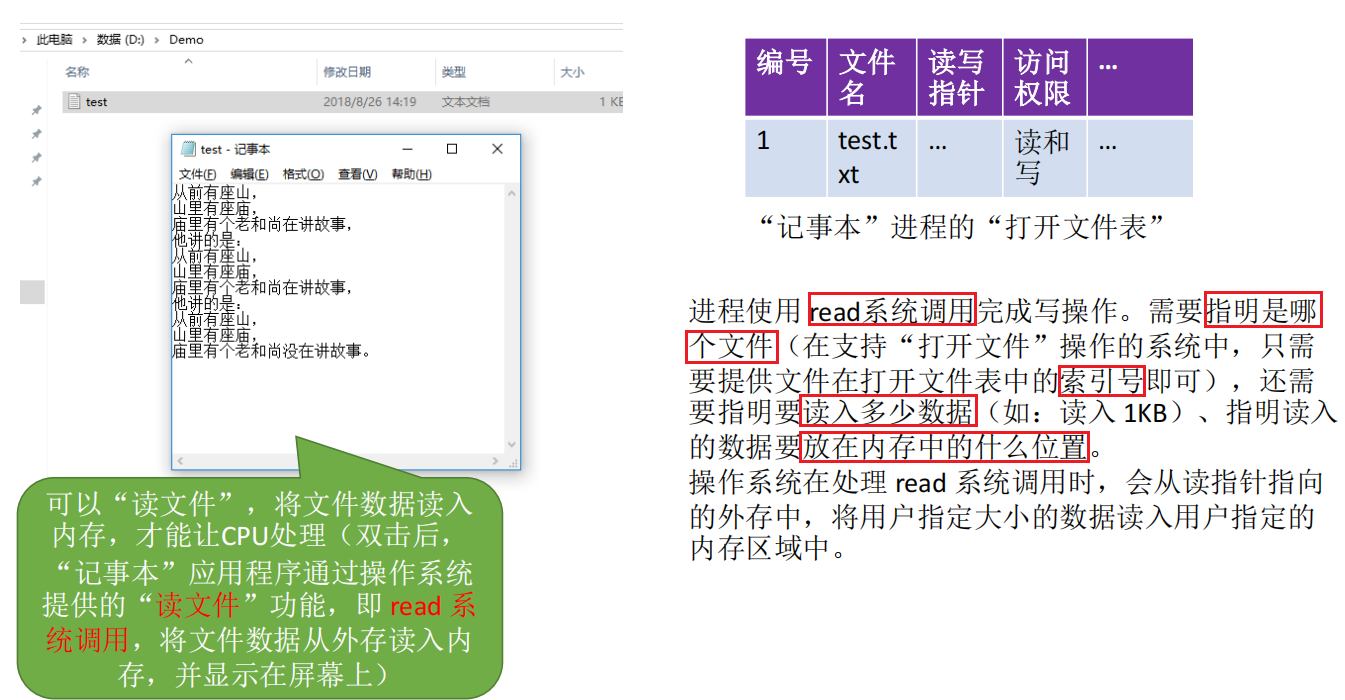 此电脑 › 数据 (D:) › Demo
名称 修改日期 类型 大小
test 2018/8/26 14:19 文本文档 1 KB
test - 记事本
文件(F) 编辑(E) 格式(O) 查看(V) 帮助(H)
从前有座山，
山里有座庙，
庙里有个老和尚在讲故事，
他讲的是：
从前有座山，
山里有座庙，
庙里有个老和尚在讲故事，
他讲的是：
从前有座山，
山里有座庙，
庙里有个老和尚没在讲故事。
可以“读文件”，将文件数据读入
内存，才能让CPU处理（双击后，
“记事本”应用程序通过操作系统
提供的“读文件”功能，即 read 系
统调用，将文件数据从外存读入内
存，并显示在屏幕上）
编号 文件 读写 访问 ...
名 指针 权限
1 test.t ... 读和 ...
xt 写
“记事本”进程的“打开文件表”
进程使用 read系统调用完成写操作。需要指明是哪
个文件（在支持“打开文件”操作的系统中，只需
要提供文件在打开文件表中的索引号即可），还需
要指明要读入多少数据（如：读入 1KB）、指明读入
的数据要放在内存中的什么位置。
操作系统在处理 read 系统调用时，会从读指针指向
的外存中，将用户指定大小的数据读入用户指定的
内存区域中。